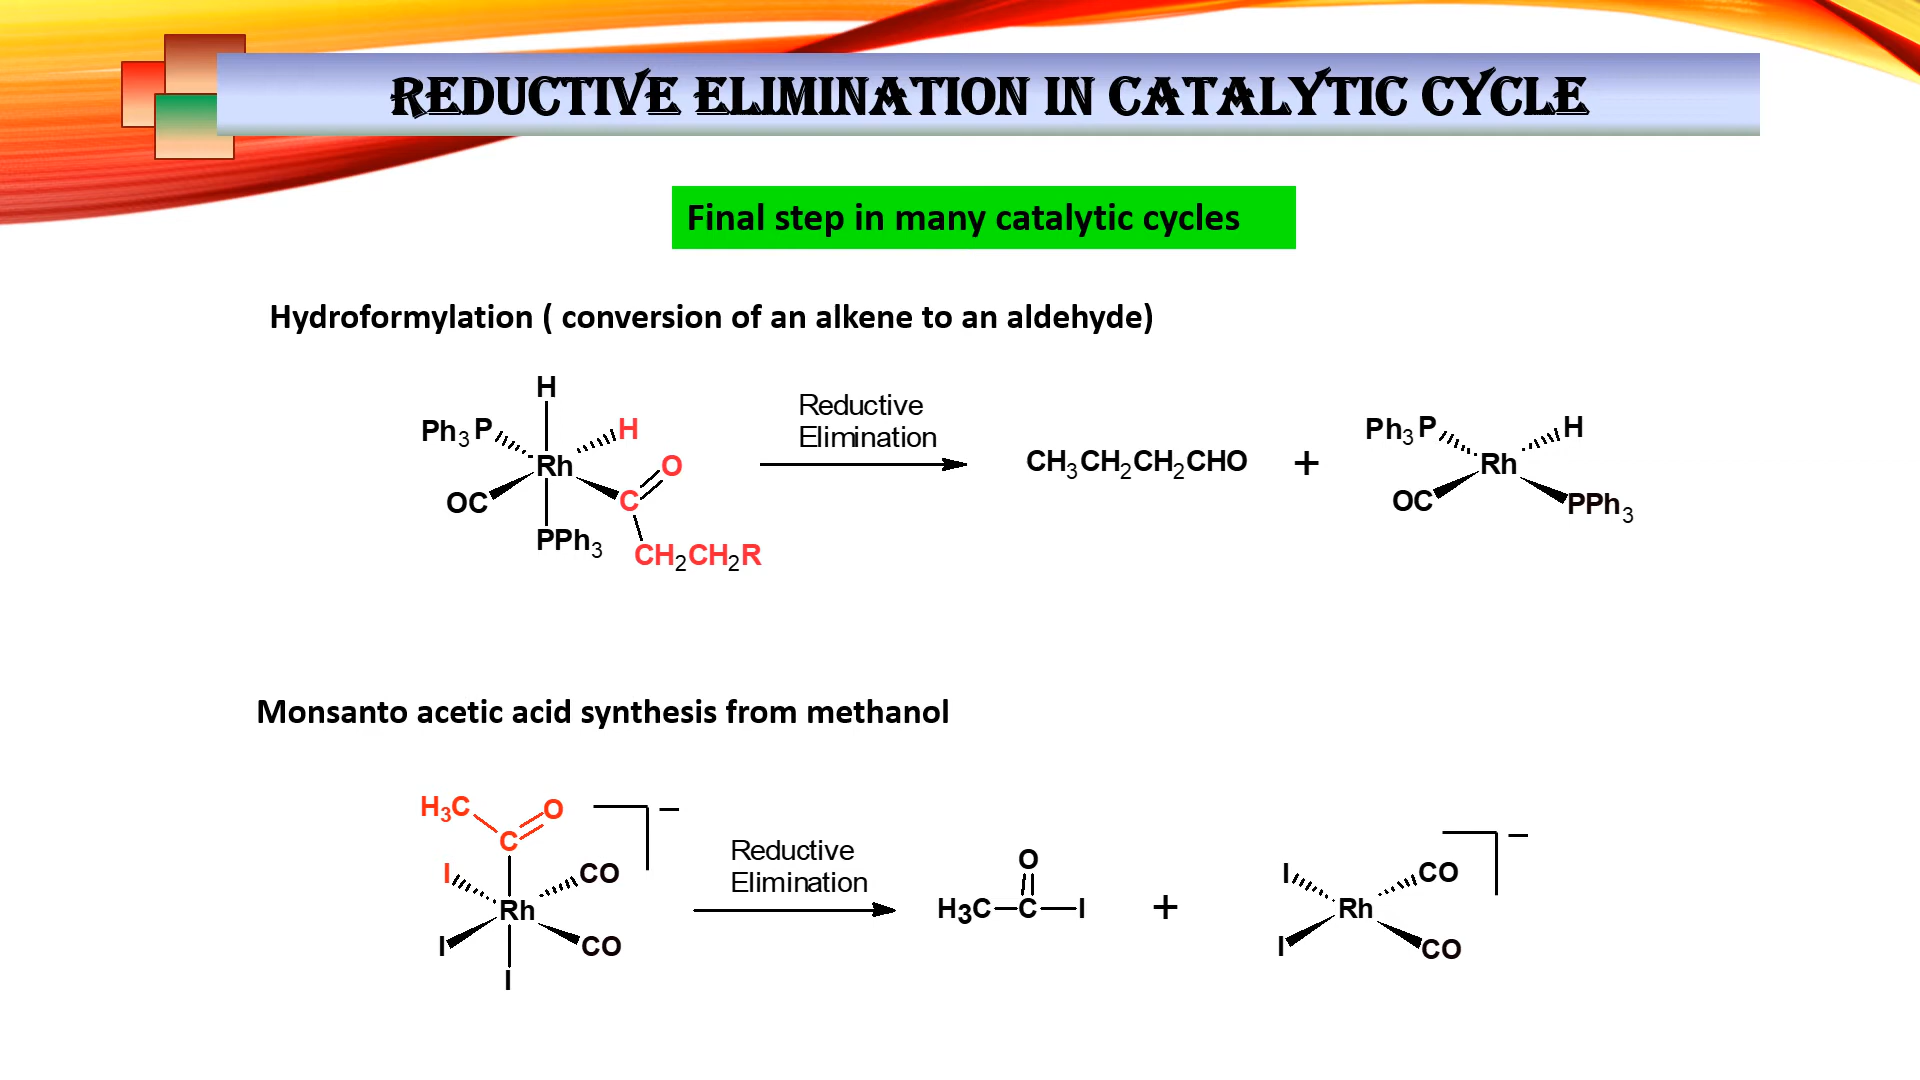 REDUCTIVE ELIMINATION IN CATALYTIC CYCLE
Final step in many catalytic cycles
Hydroformylation ( conversion of an alkene to an aldehyde)
H
Ph3P H
Rh O
OC C
PPh3 CH2CH2R
Reductive
Elimination
CH3CH2CH2CHO +
Ph3P H
Rh
OC PPh3
Monsanto acetic acid synthesis from methanol
H3C O –
C
I CO
Rh
I CO
I
Reductive
Elimination
O
H3C–C–I +
–
I CO
Rh
I CO